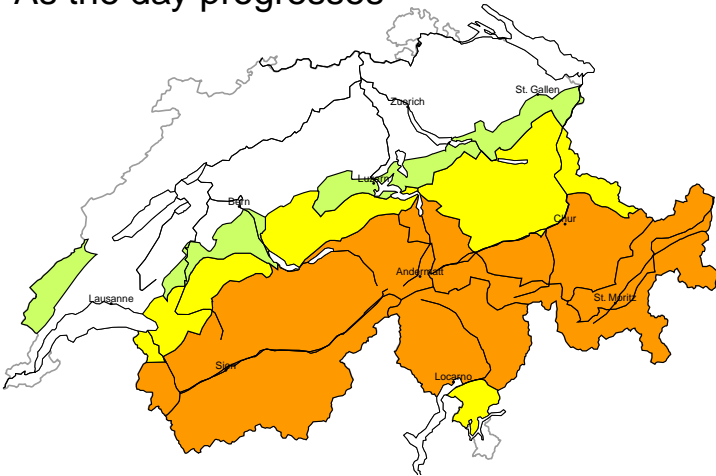 As the day progresses
St. Gallen
Zuerich
Luzern
Bern
Chur
Andermatt
Lausanne
St. Moritz
Sion
Locarno